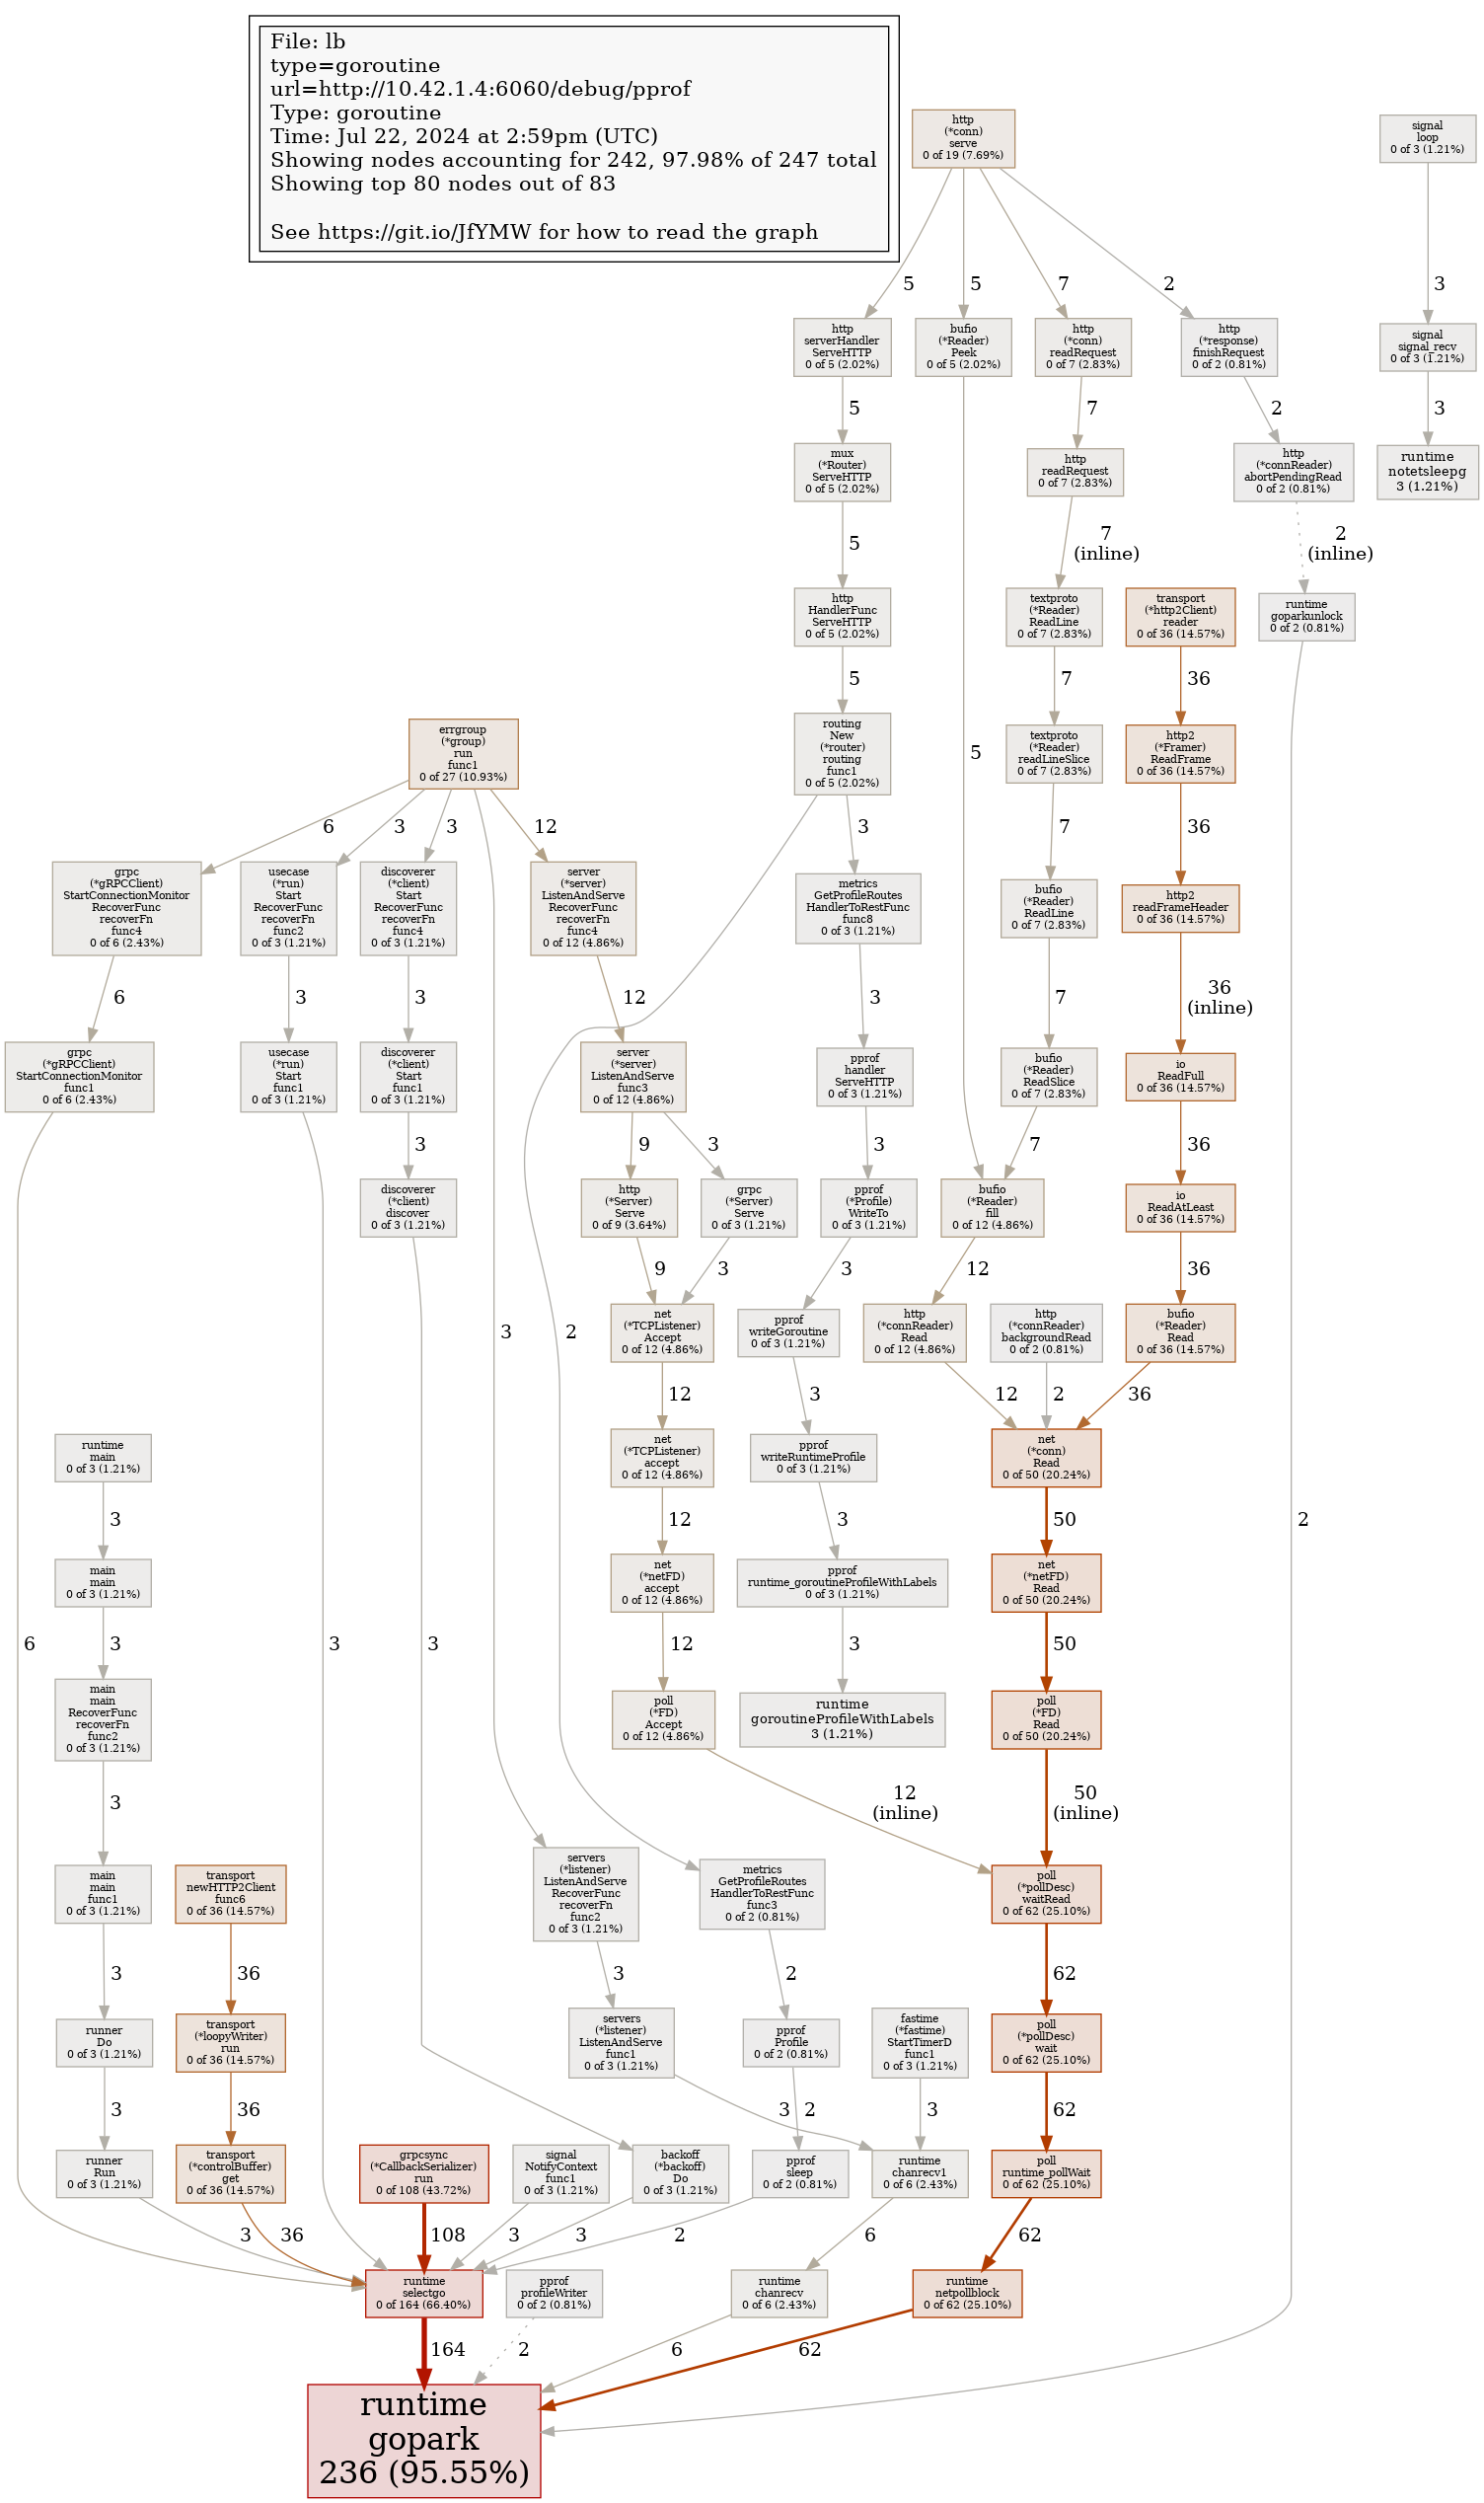 File: lb
type=goroutine
url=http://10.42.1.4:6060/debug/pprof
Type: goroutine
Time: Jul 22, 2024 at 2:59pm (UTC)
Showing nodes accounting for 242, 97.98% of 247 total
Showing top 80 nodes out of 83
See https://git.io/JfYMW for how to read the graph
http
(*conn)
serve
0 of 19 (7.69%)
signal
loop
0 of 3 (1.21%)
5
5
7
2
3
http
serverHandler
ServeHTTP
0 of 5 (2.02%)
bufio
(*Reader)
Peek
0 of 5 (2.02%)
http
(*conn)
readRequest
0 of 7 (2.83%)
http
(*response)
finishRequest
0 of 2 (0.81%)
signal
signal_recv
0 of 3 (1.21%)
5
7
2
3
mux
(*Router)
ServeHTTP
0 of 5 (2.02%)
http
readRequest
0 of 7 (2.83%)
http
(*connReader)
abortPendingRead
0 of 2 (0.81%)
runtime
notetsleepg
3 (1.21%)
5
7
(inline)
2
(inline)
http
HandlerFunc
ServeHTTP
0 of 5 (2.02%)
textproto
(*Reader)
ReadLine
0 of 7 (2.83%)
transport
(*http2Client)
reader
0 of 36 (14.57%)
runtime
goparkunlock
0 of 2 (0.81%)
5
7
36
errgroup
(*group)
run
func1
0 of 27 (10.93%)
routing
New
(*router)
routing
func1
0 of 5 (2.02%)
textproto
(*Reader)
readLineSlice
0 of 7 (2.83%)
http2
(*Framer)
ReadFrame
0 of 36 (14.57%)
5
6
3
3
12
3
7
36
grpc
(*gRPCClient)
StartConnectionMonitor
RecoverFunc
recoverFn
func4
0 of 6 (2.43%)
usecase
(*run)
Start
RecoverFunc
recoverFn
func2
0 of 3 (1.21%)
discoverer
(*client)
Start
RecoverFunc
recoverFn
func4
0 of 3 (1.21%)
server
(*server)
ListenAndServe
RecoverFunc
recoverFn
func4
0 of 12 (4.86%)
metrics
GetProfileRoutes
HandlerToRestFunc
func8
0 of 3 (1.21%)
bufio
(*Reader)
ReadLine
0 of 7 (2.83%)
http2
readFrameHeader
0 of 36 (14.57%)
6
3
3
12
3
7
36
(inline)
grpc
(*gRPCClient)
StartConnectionMonitor
func1
0 of 6 (2.43%)
usecase
(*run)
Start
func1
0 of 3 (1.21%)
discoverer
(*client)
Start
func1
0 of 3 (1.21%)
server
(*server)
ListenAndServe
func3
0 of 12 (4.86%)
pprof
handler
ServeHTTP
0 of 3 (1.21%)
bufio
(*Reader)
ReadSlice
0 of 7 (2.83%)
io
ReadFull
0 of 36 (14.57%)
3
9
3
3
7
36
discoverer
(*client)
discover
0 of 3 (1.21%)
http
(*Server)
Serve
0 of 9 (3.64%)
grpc
(*Server)
Serve
0 of 3 (1.21%)
pprof
(*Profile)
WriteTo
0 of 3 (1.21%)
bufio
(*Reader)
fill
0 of 12 (4.86%)
io
ReadAtLeast
0 of 36 (14.57%)
9
3
3
12
36
3
2
2
net
(*TCPListener)
Accept
0 of 12 (4.86%)
pprof
writeGoroutine
0 of 3 (1.21%)
http
(*connReader)
Read
0 of 12 (4.86%)
http
(*connReader)
backgroundRead
0 of 2 (0.81%)
bufio
(*Reader)
Read
0 of 36 (14.57%)
12
3
12
2
36
runtime
main
0 of 3 (1.21%)
net
(*TCPListener)
accept
0 of 12 (4.86%)
pprof
writeRuntimeProfile
0 of 3 (1.21%)
net
(*conn)
Read
0 of 50 (20.24%)
3
12
3
50
main
main
0 of 3 (1.21%)
net
(*netFD)
accept
0 of 12 (4.86%)
pprof
runtime_goroutineProfileWithLabels
0 of 3 (1.21%)
net
(*netFD)
Read
0 of 50 (20.24%)
6
3
3
3
12
3
50
main
main
RecoverFunc
recoverFn
func2
0 of 3 (1.21%)
poll
(*FD)
Accept
0 of 12 (4.86%)
runtime
goroutineProfileWithLabels
3 (1.21%)
poll
(*FD)
Read
0 of 50 (20.24%)
3
12
(inline)
50
(inline)
main
main
func1
0 of 3 (1.21%)
transport
newHTTP2Client
func6
0 of 36 (14.57%)
servers
(*listener)
ListenAndServe
RecoverFunc
recoverFn
func2
0 of 3 (1.21%)
metrics
GetProfileRoutes
HandlerToRestFunc
func3
0 of 2 (0.81%)
poll
(*pollDesc)
waitRead
0 of 62 (25.10%)
3
36
3
2
62
runner
Do
0 of 3 (1.21%)
transport
(*loopyWriter)
run
0 of 36 (14.57%)
servers
(*listener)
ListenAndServe
func1
0 of 3 (1.21%)
pprof
Profile
0 of 2 (0.81%)
fastime
(*fastime)
StartTimerD
func1
0 of 3 (1.21%)
poll
(*pollDesc)
wait
0 of 62 (25.10%)
3
36
3
2
3
62
runner
Run
0 of 3 (1.21%)
transport
(*controlBuffer)
get
0 of 36 (14.57%)
grpcsync
(*CallbackSerializer)
run
0 of 108 (43.72%)
signal
NotifyContext
func1
0 of 3 (1.21%)
backoff
(*backoff)
Do
0 of 3 (1.21%)
pprof
sleep
0 of 2 (0.81%)
runtime
chanrecv1
0 of 6 (2.43%)
poll
runtime_pollWait
0 of 62 (25.10%)
3
36
108
3
3
2
6
62
runtime
selectgo
0 of 164 (66.40%)
pprof
profileWriter
0 of 2 (0.81%)
runtime
chanrecv
0 of 6 (2.43%)
runtime
netpollblock
0 of 62 (25.10%)
164
2
6
62
runtime
gopark
236 (95.55%)